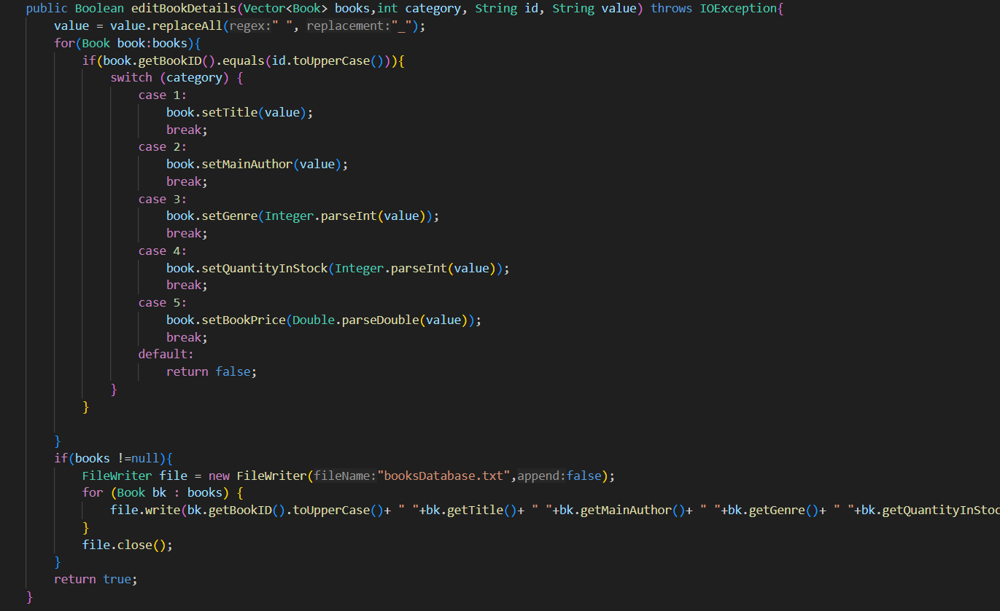 public Boolean editBookDetails(Vector<Book> books,int category, String id, String value) throws IOException{
value = value.replaceAll(regex:" ", replacement:"_");
for(Book book:books){
if(book.getBookID().equals(id.toUpperCase())){
switch (category) {
case 1:
book.setTitle(value);
break;
case 2:
book.setMainAuthor(value);
break;
case 3:
book.setGenre(Integer.parseInt(value));
break;
case 4:
book.setQuantityInStock(Integer.parseInt(value));
break;
case 5:
book.setBookPrice(Double.parseDouble(value));
break;
default:
return false;
}
}
}
if(books !=null){
FileWriter file = new FileWriter(fileName:"booksDatabase.txt",append:false);
for (Book bk : books) {
file.write(bk.getBookID().toUpperCase()+ " "+bk.getTitle()+ " "+bk.getMainAuthor()+ " "+bk.getGenre()+ " "+bk.getQuantityInStoc
}
file.close();
}
return true;
}